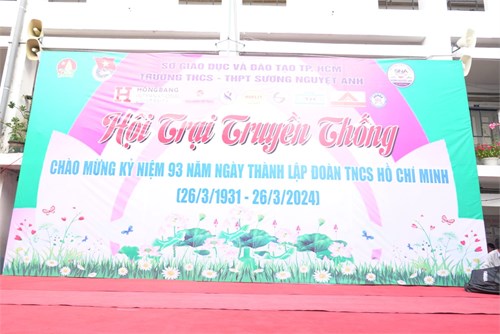 SỞ GIÁO DỤC VÀ ĐÀO TẠO TP.HCM
TRƯỜNG THCS - THPT SƯƠNG NGUYỆT ANH
HONGBANG
Hội Trại Truyền Thống
CHÀO MỪNG KỶ NIỆM 93 NĂM NGÀY THÀNH LẬP ĐOÀN TNCS HỒ CHÍ MINH
(26/3/1931 - 26/3/2024)